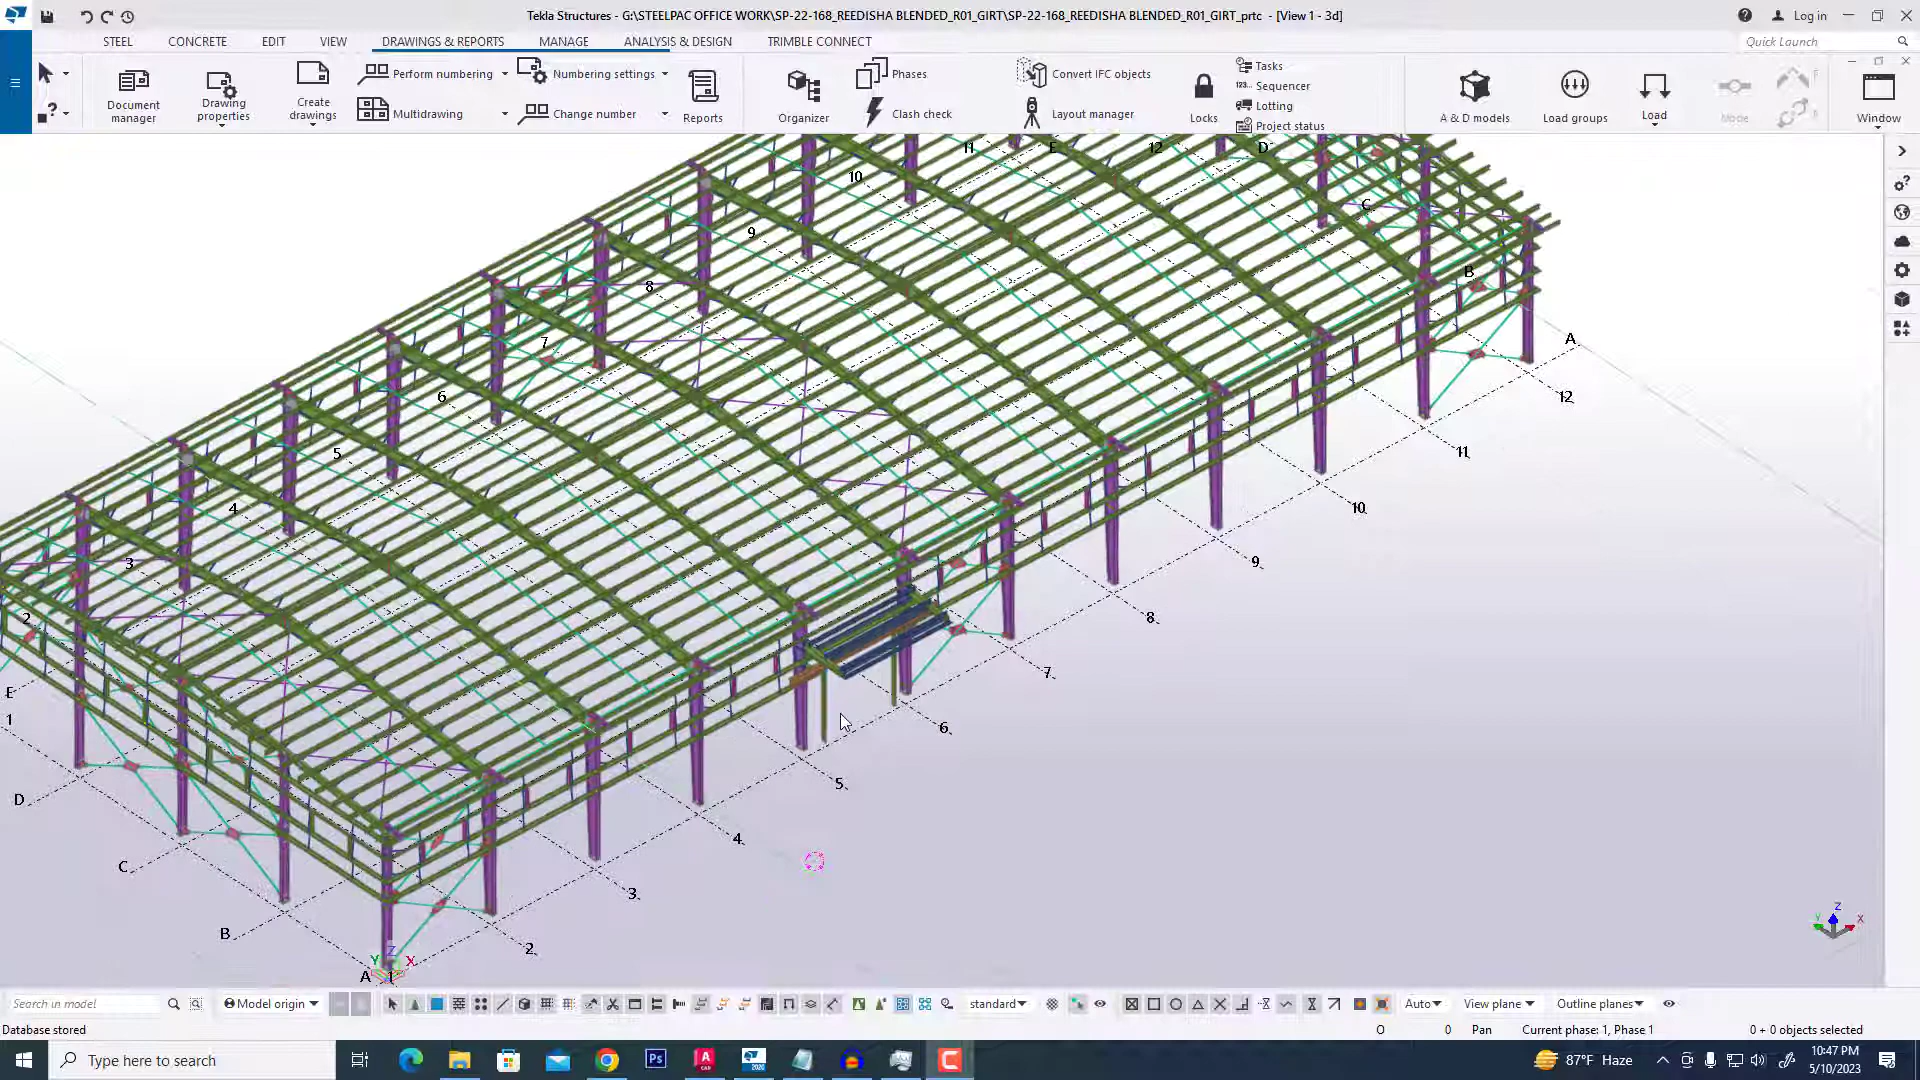 Tekla Structures - G:\STEELPAC OFFICE WORK\SP-22-168_REEDISHA BLENDED_R01_GIRT\SP-22-168_REEDISHA BLENDED_R01_GIRT_prtc - [View 1 - 3d]
Log in
STEEL CONCRETE EDIT VIEW DRAWINGS & REPORTS MANAGE ANALYSIS & DESIGN TRIMBLE CONNECT
Quick Launch
Document manager
Drawing properties
Create drawings
Perform numbering
Multidrawing
Numbering settings
Change number
Reports
Organizer
Phases
Clash check
Convert IFC objects
Layout manager
Locks
Tasks
Sequencer
Lotting
Project status
A & D models
Load groups
Load
Window
11 E 12 D
10
C
9
B
8
A
7
12
6
11
5
10
4
9
3
8
2
7
E
1
6
D
5
C
4
3
B
2
A 1
Z
Y X
Z
Y X
Search in model
Model origin
standard
Auto
View plane
Outline planes
Database stored
O 0 Pan Current phase: 1, Phase 1 0 + 0 objects selected
Type here to search
87°F Haze
10:47 PM
5/10/2023